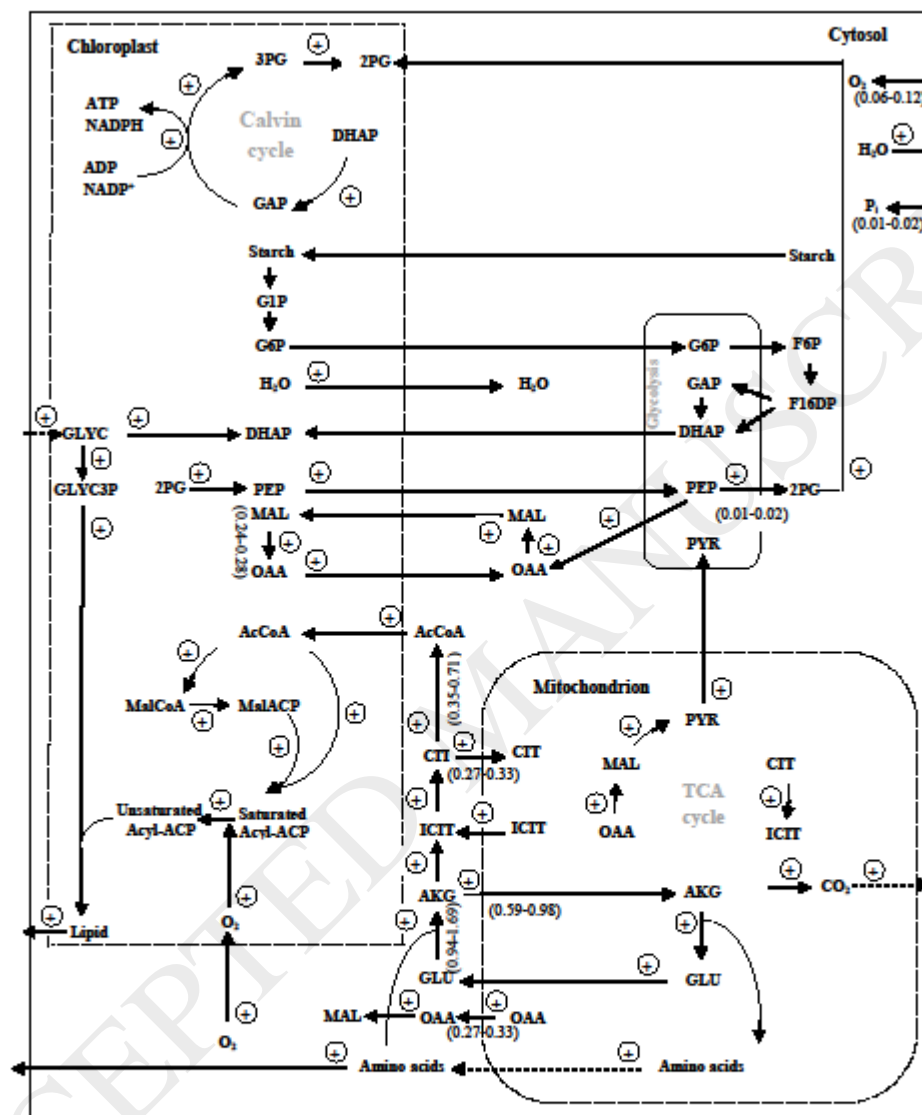 Chloroplast
Cytosol
3PG
2PG
O₂
(0.06-0.12)
ATP
NADPH
Calvin
cycle
DHAP
H₂O
ADP
NADP⁺
GAP
Pᵢ
(0.01-0.02)
Starch
Starch
G1P
G6P
G6P
F6P
Glycolysis
H₂O
H₂O
GAP
F16DP
GLYC
DHAP
DHAP
GLYC3P
2PG
PEP
PEP
2PG
(0.01-0.02)
MAL
MAL
(0.24-0.28)
OAA
OAA
PYR
AcCoA
AcCoA
(0.35-0.71)
Mitochondrion
MalCoA
MalACP
PYR
CIT
CIT
(0.27-0.33)
MAL
CIT
TCA
cycle
Unsaturated
Acyl-ACP
Saturated
Acyl-ACP
ICIT
ICIT
OAA
ICIT
AKG
(0.59-0.98)
AKG
CO₂
(0.94-1.69)
Lipid
O₂
GLU
GLU
MAL
OAA
OAA
(0.27-0.33)
O₂
Amino acids
Amino acids
EPTED MANUSCR